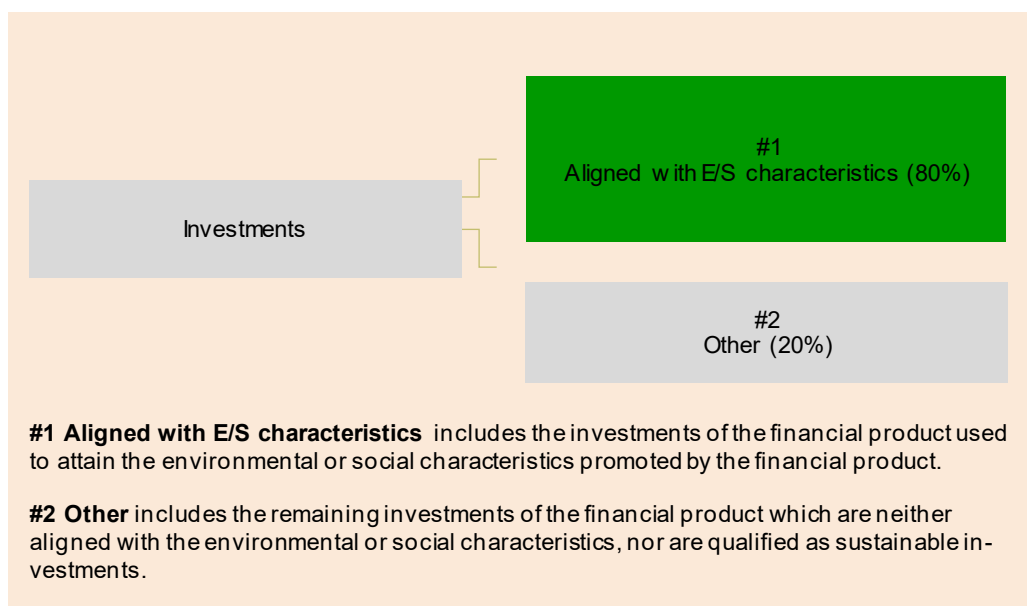 #1
Aligned with E/S characteristics (80%)
Investments
#2
Other (20%)
#1 Aligned with E/S characteristics includes the investments of the financial product used
to attain the environmental or social characteristics promoted by the financial product.
#2 Other includes the remaining investments of the financial product which are neither
aligned with the environmental or social characteristics, nor are qualified as sustainable in-
vestments.